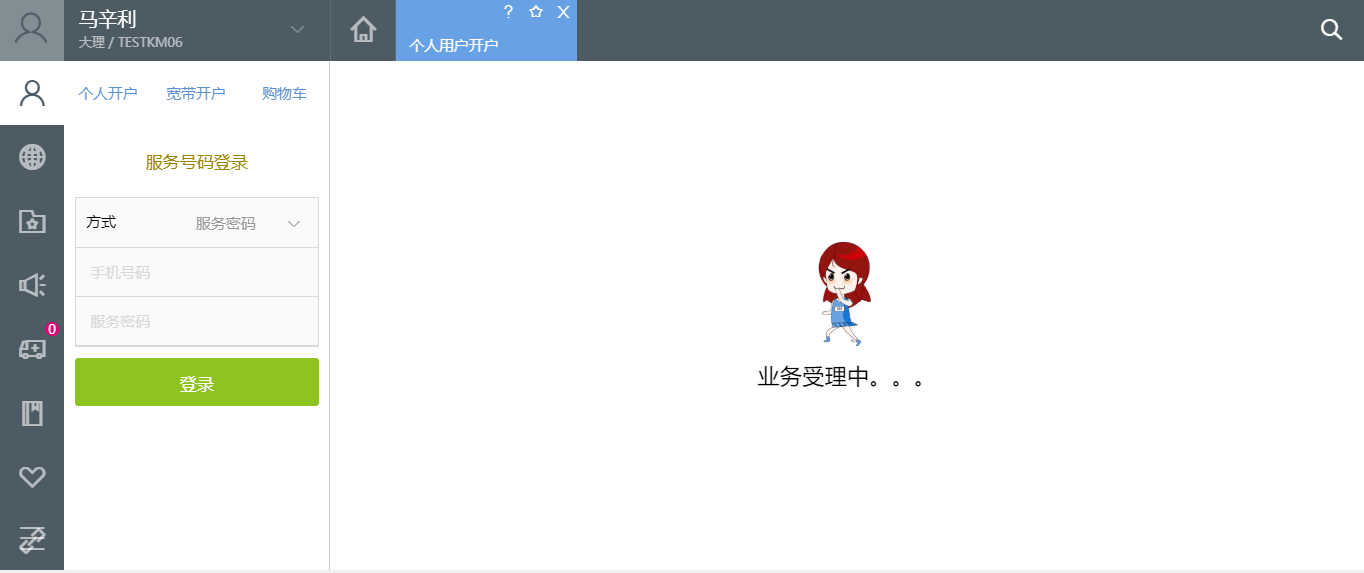 马辛利
大理 / TESTKM06
? X
个人用户开户
个人开户 宽带开户 购物车
服务号码登录
方式 服务密码
手机号码
服务密码
0
登录
业务受理中。。。